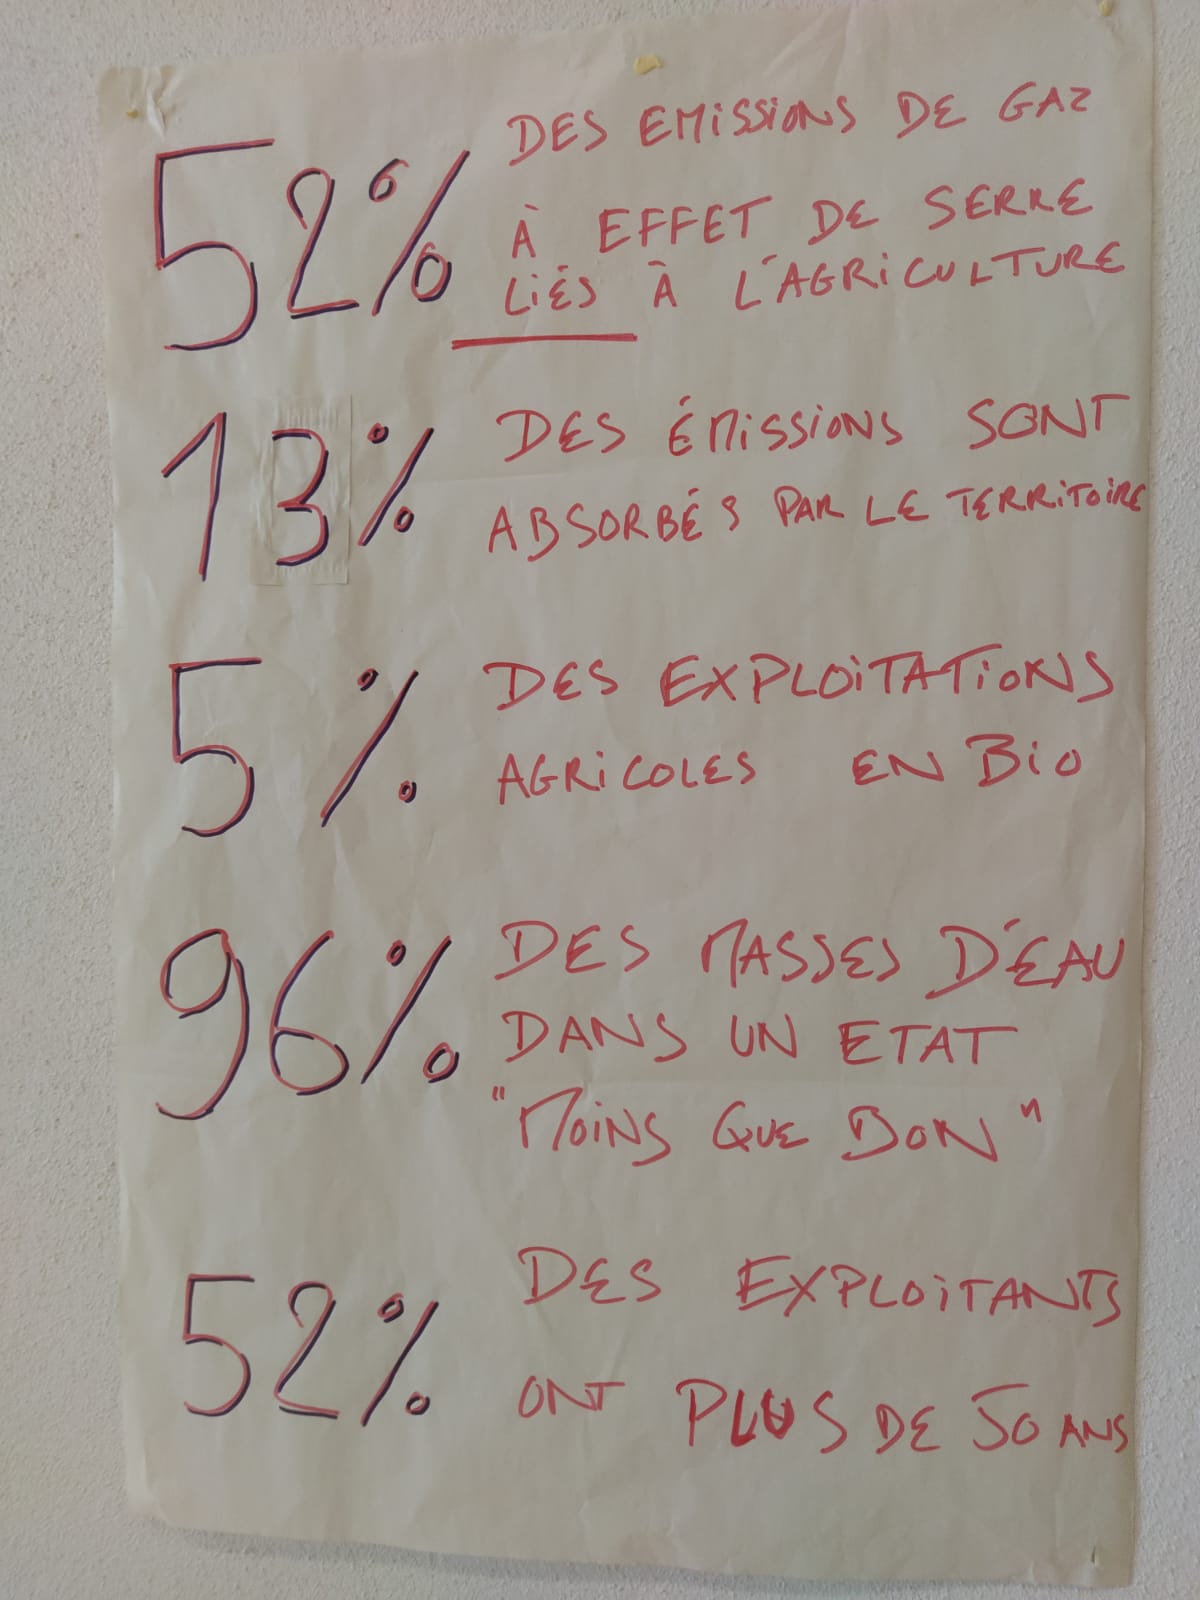 52% DES EMISSIONS DE GAZ
À EFFET DE SERRE
LIÉS À L'AGRICULTURE
13% DES ÉMISSIONS SONT
ABSORBÉS PAR LE TERRITOIRE
5% DES EXPLOITATIONS
AGRICOLES EN BIO
96% DES MASSES D'ÉAU
DANS UN ETAT
"MOINS QUE BON"
52% DES EXPLOITANTS
ONT PLUS DE 50 ANS